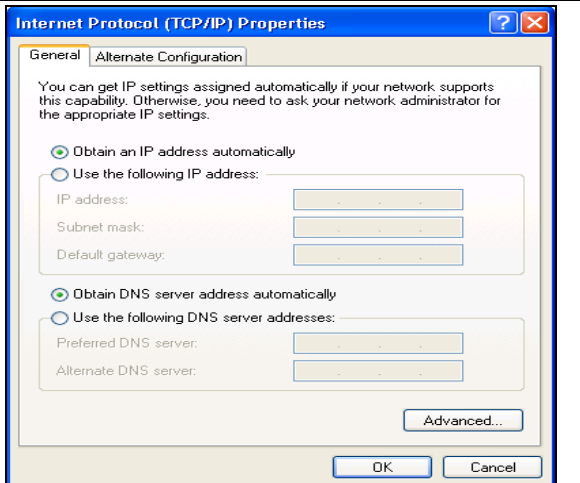 Internet Protocol (TCP/IP) Properties
General
Alternate Configuration
You can get IP settings assigned automatically if your network supports
this capability. Otherwise, you need to ask your network administrator for
the appropriate IP settings.
Obtain an IP address automatically
Use the following IP address:
IP address:
Subnet mask:
Default gateway:
Obtain DNS server address automatically
Use the following DNS server addresses:
Preferred DNS server:
Alternate DNS server:
Advanced...
OK
Cancel